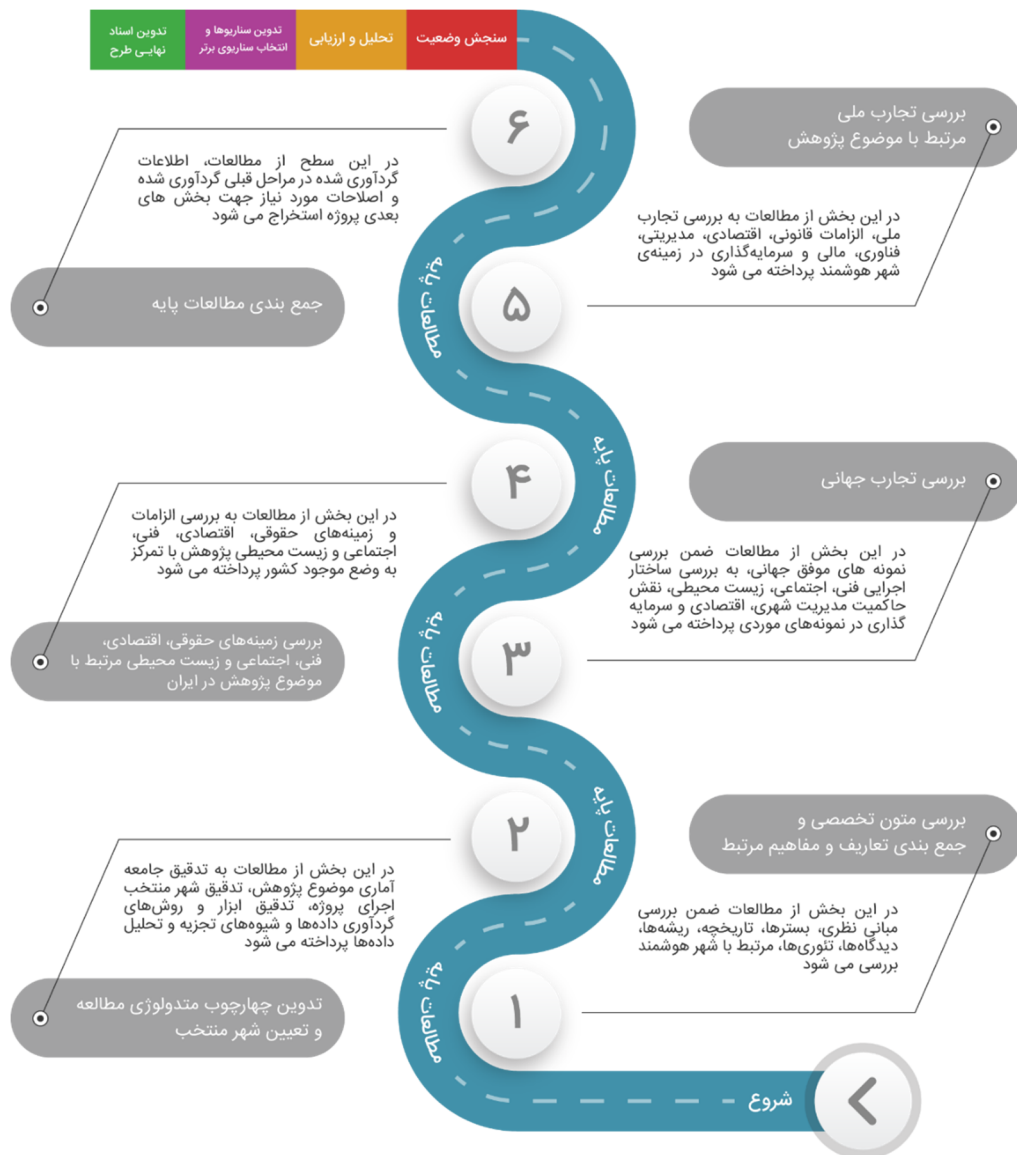 سنجش وضعیت
تحلیل و ارزیابی
تدوین سناریوها و
انتخاب سناریوی برتر
تدوین اسناد
نهایی طرح
۶
بررسی تجارب ملی
مرتبط با موضوع پژوهش
در این بخش از مطالعات به بررسی تجارب
ملی، الزامات قانونی، اقتصادی، مدیریتی،
فناوری، مالی و سرمایه‌گذاری در زمینه‌ی
شهر هوشمند پرداخته می شود
در این سطح از مطالعات، اطلاعات
گردآوری شده در مراحل قبلی گردآوری شده
و اصلاحات مورد نیاز جهت بخش های
بعدی پروژه استخراج می شود
جمع بندی مطالعات پایه
مطالعات پایه
۵
مطالعات پایه
۴
بررسی تجارب جهانی
در این بخش از مطالعات ضمن بررسی
نمونه های موفق جهانی، به بررسی ساختار
اجرایی فنی، اجتماعی، زیست محیطی، نقش
حاکمیت مدیریت شهری، اقتصادی و سرمایه
گذاری در نمونه‌های موردی پرداخته می شود
در این بخش از مطالعات به بررسی الزامات
و زمینه‌های حقوقی، اقتصادی، فنی،
اجتماعی و زیست محیطی پژوهش با تمرکز
به وضع موجود کشور پرداخته می شود
بررسی زمینه‌های حقوقی، اقتصادی،
فنی، اجتماعی و زیست محیطی مرتبط با
موضوع پژوهش در ایران
مطالعات پایه
۳
مطالعات پایه
۲
بررسی متون تخصصی و
جمع بندی تعاریف و مفاهیم مرتبط
در این بخش از مطالعات ضمن بررسی
مبانی نظری، بسترها، تاریخچه، ریشه‌ها،
دیدگاه‌ها، تئوری‌ها، مرتبط با شهر هوشمند
بررسی می شود
در این بخش از مطالعات به تدقیق جامعه
آماری موضوع پژوهش، تدقیق شهر منتخب
اجرای پروژه، تدقیق ابزار و روش‌های
گردآوری داده‌ها و شیوه‌های تجزیه و تحلیل
داده‌ها پرداخته می شود
تدوین چهارچوب متدولوژی مطالعه
و تعیین شهر منتخب
مطالعات پایه
۱
شروع